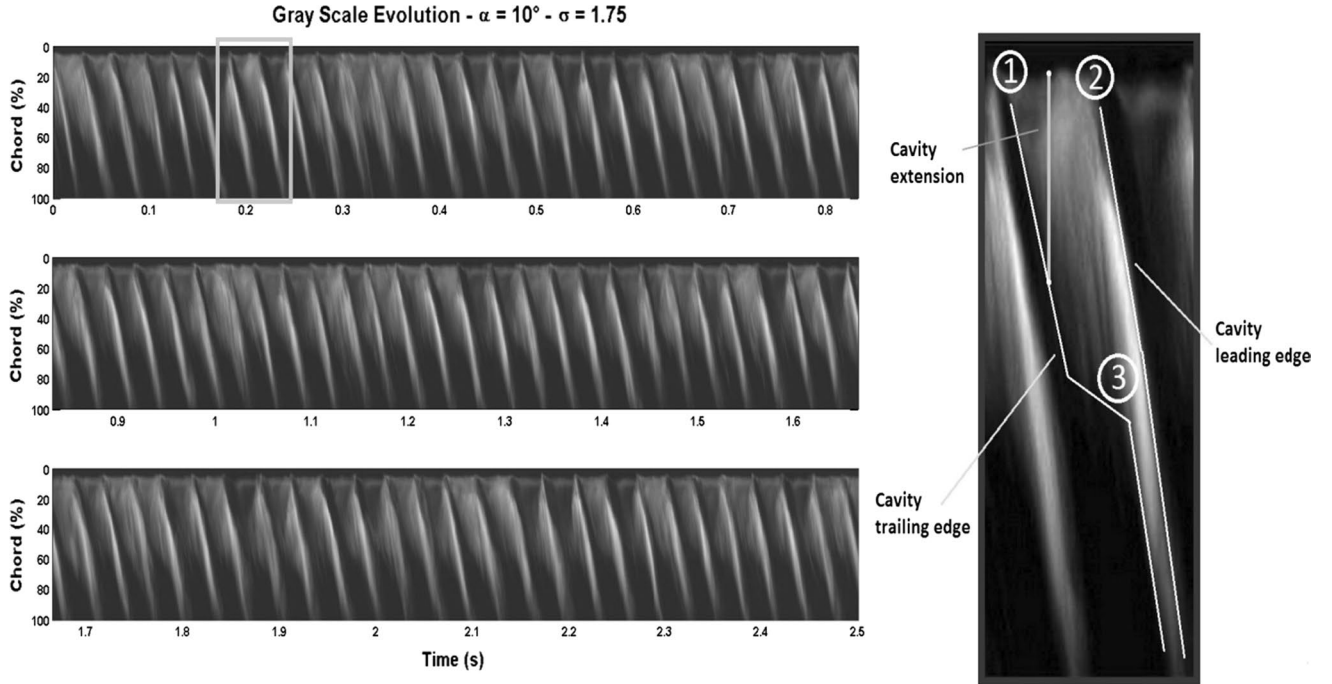 Gray Scale Evolution - α = 10° - σ = 1.75
Chord (%)
0
20
40
60
80
100
0 0.1 0.2 0.3 0.4 0.5 0.6 0.7 0.8
Chord (%)
0
20
40
60
80
100
0.9 1 1.1 1.2 1.3 1.4 1.5 1.6
Chord (%)
0
20
40
60
80
100
1.7 1.8 1.9 2 2.1 2.2 2.3 2.4 2.5
Time (s)
1
2
Cavity
extension
Cavity
leading edge
3
Cavity
trailing edge